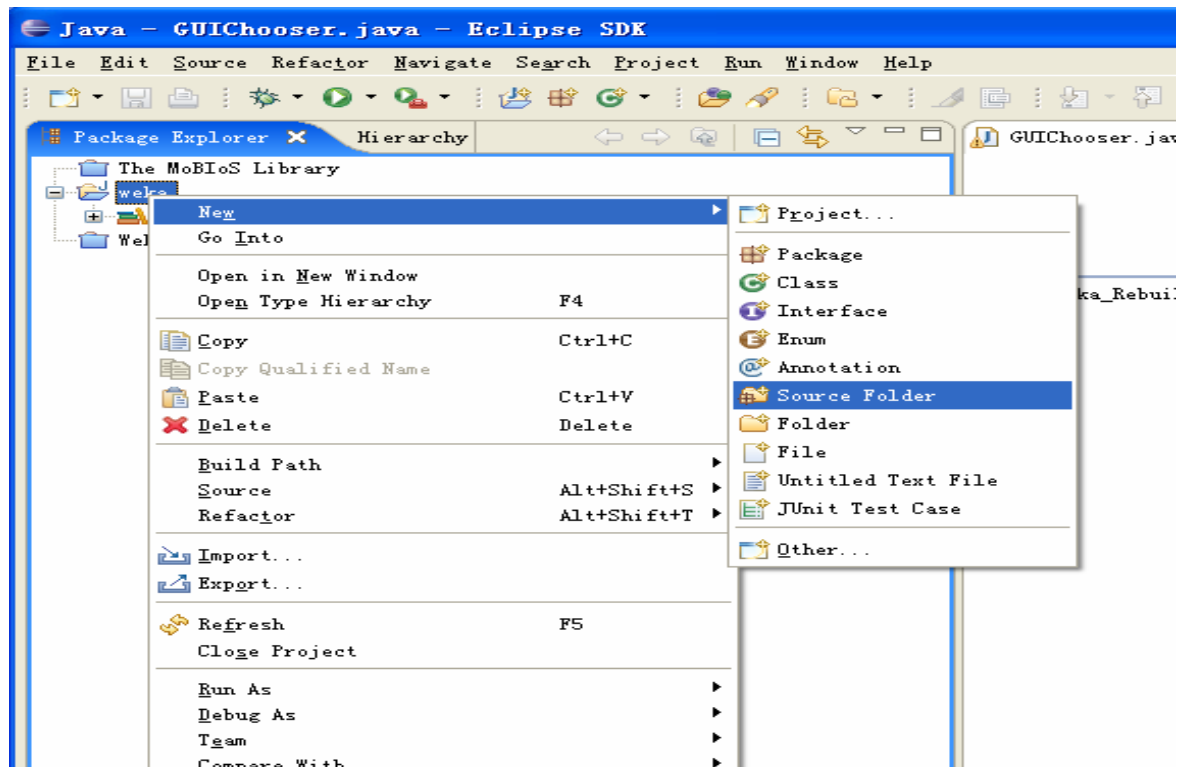 Java - GUIChooser.java - Eclipse SDK
File Edit Source Refactor Navigate Search Project Run Window Help
Package Explorer Hierarchy
GUIChooser.jav
The MoBIoS Library
weka
Wel
New
Go Into
Open in New Window
Open Type Hierarchy F4
Copy Ctrl+C
Copy Qualified Name
Paste Ctrl+V
Delete Delete
Build Path
Source Alt+Shift+S
Refactor Alt+Shift+T
Import...
Export...
Refresh F5
Close Project
Run As
Debug As
Team
Compare With
Project...
Package
Class
Interface
Enum
Annotation
Source Folder
Folder
File
Untitled Text File
JUnit Test Case
Other...
ka_Rebuil